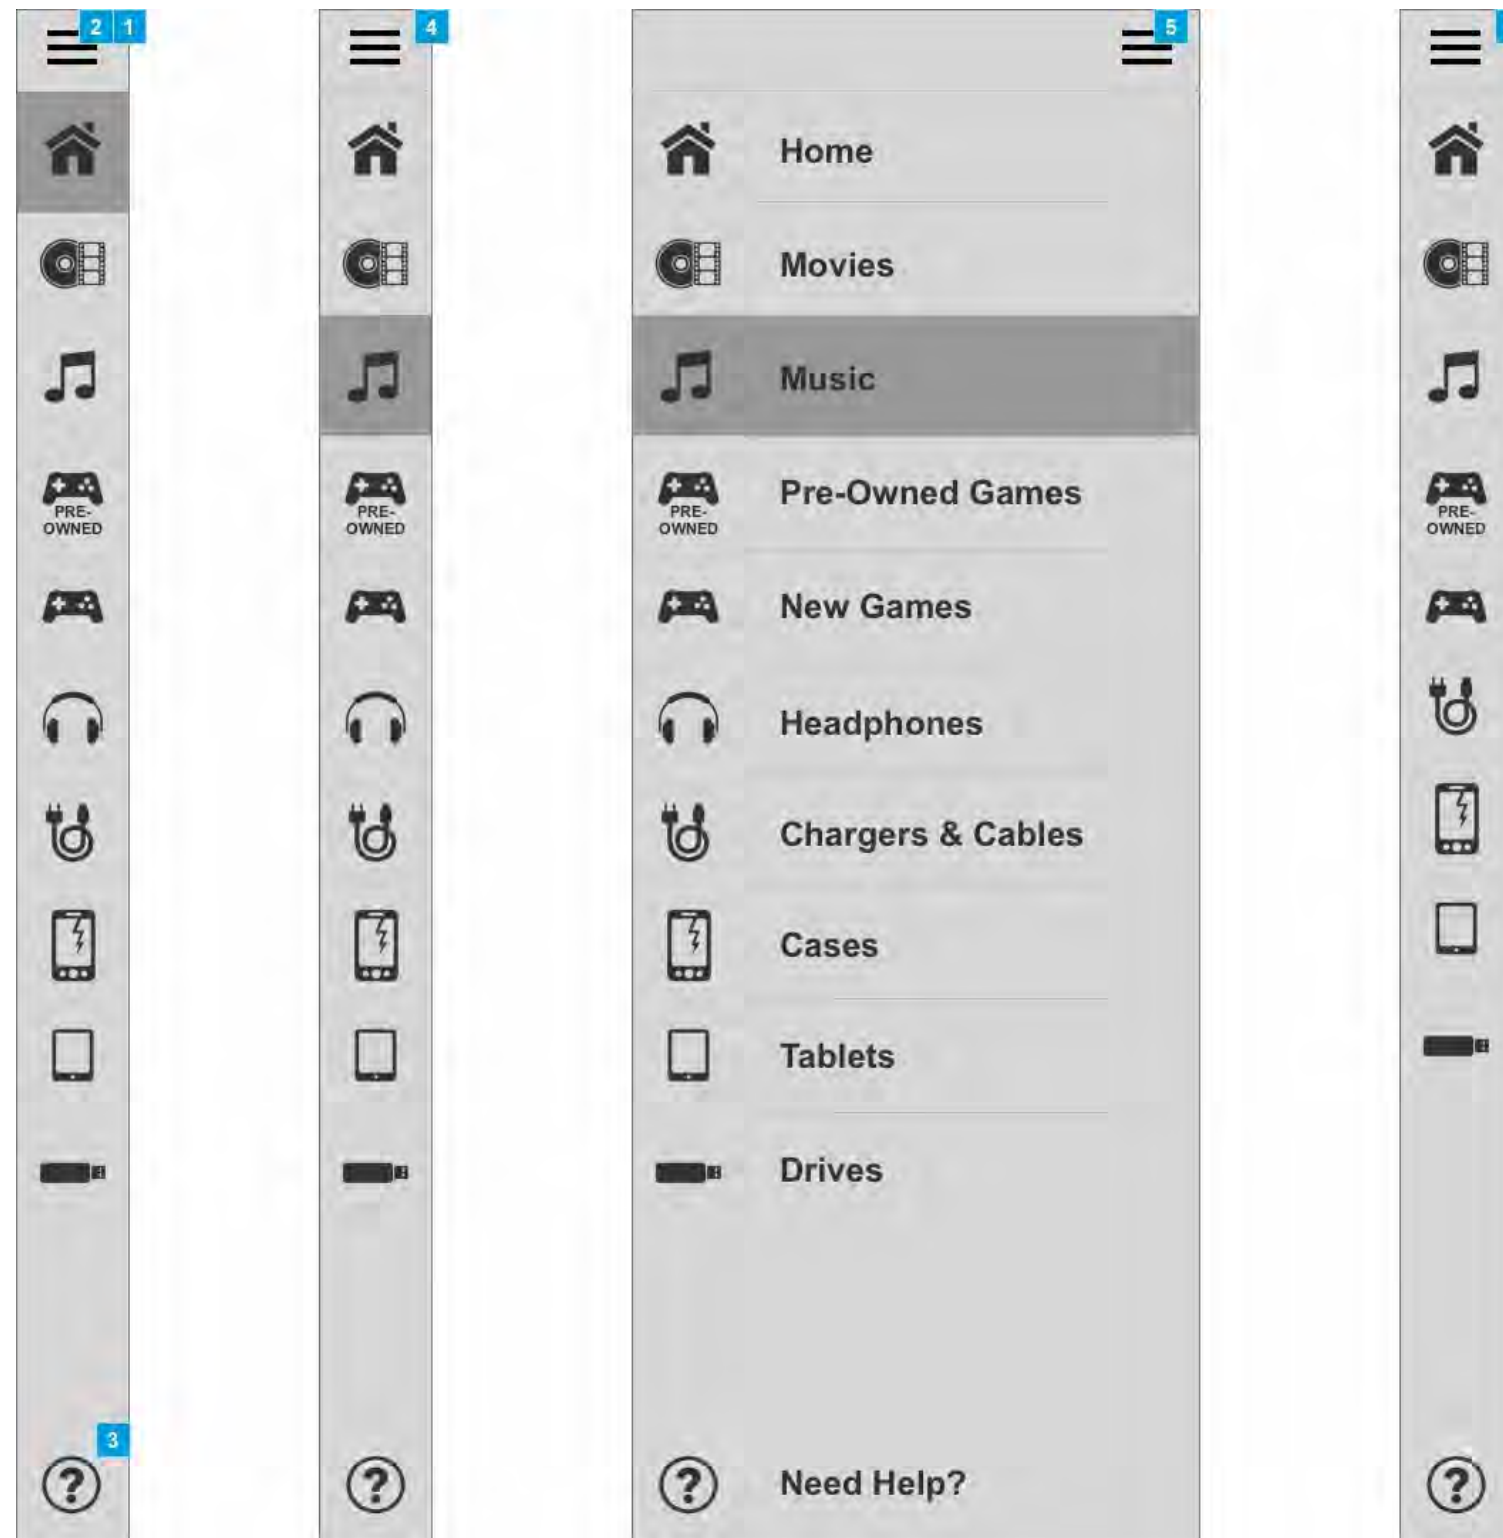 2 1
PRE-
OWNED
3
4
PRE-
OWNED
5
Home
Movies
Music
PRE-
OWNED
Pre-Owned Games
New Games
Headphones
Chargers & Cables
Cases
Tablets
Drives
Need Help?
PRE-
OWNED